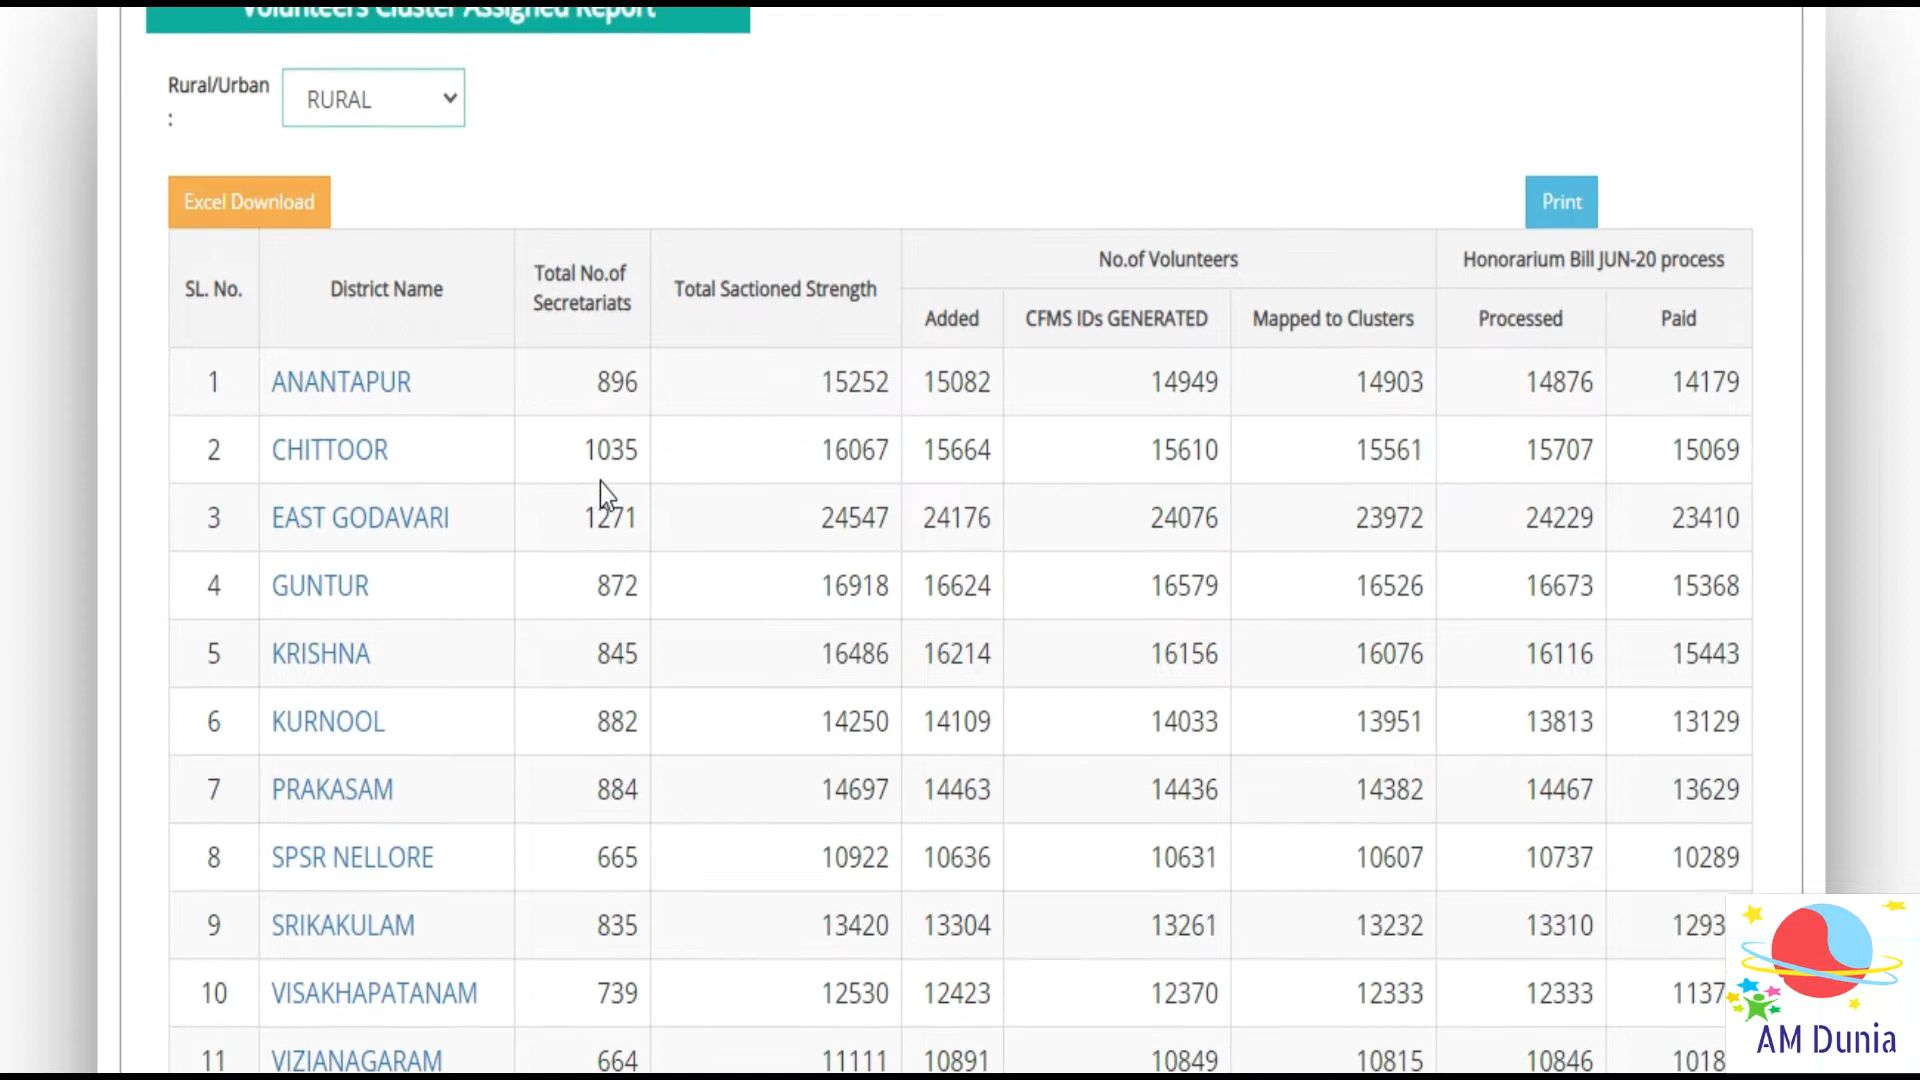 Volunteers Cluster Assigned Report
Rural/Urban
:
RURAL
Excel Download
Print
SL. No. District Name Total No.of Secretariats Total Sactioned Strength No.of Volunteers Honorarium Bill JUN-20 process
Added CFMS IDs GENERATED Mapped to Clusters Processed Paid
1 ANANTAPUR 896 15252 15082 14949 14903 14876 14179
2 CHITTOOR 1035 16067 15664 15610 15561 15707 15069
3 EAST GODAVARI 1271 24547 24176 24076 23972 24229 23410
4 GUNTUR 872 16918 16624 16579 16526 16673 15368
5 KRISHNA 845 16486 16214 16156 16076 16116 15443
6 KURNOOL 882 14250 14109 14033 13951 13813 13129
7 PRAKASAM 884 14697 14463 14436 14382 14467 13629
8 SPSR NELLORE 665 10922 10636 10631 10607 10737 10289
9 SRIKAKULAM 835 13420 13304 13261 13232 13310
10 VISAKHAPATANAM 739 12530 12423 12370 12333 12333
11 VIZIANAGARAM 664 11111 10891 10849 10815 10846
AM Dunia